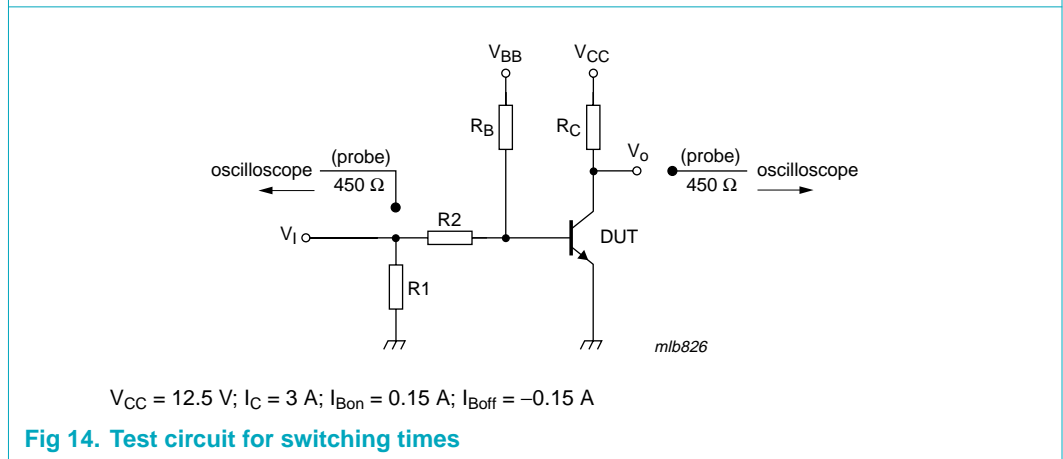 V_BB V_CC
R_B R_C
V_o
(probe) (probe)
oscilloscope oscilloscope
450 Ω 450 Ω
R2
V_I DUT
R1
mlb826
V_CC = 12.5 V; I_C = 3 A; I_Bon = 0.15 A; I_Boff = −0.15 A
Fig 14. Test circuit for switching times